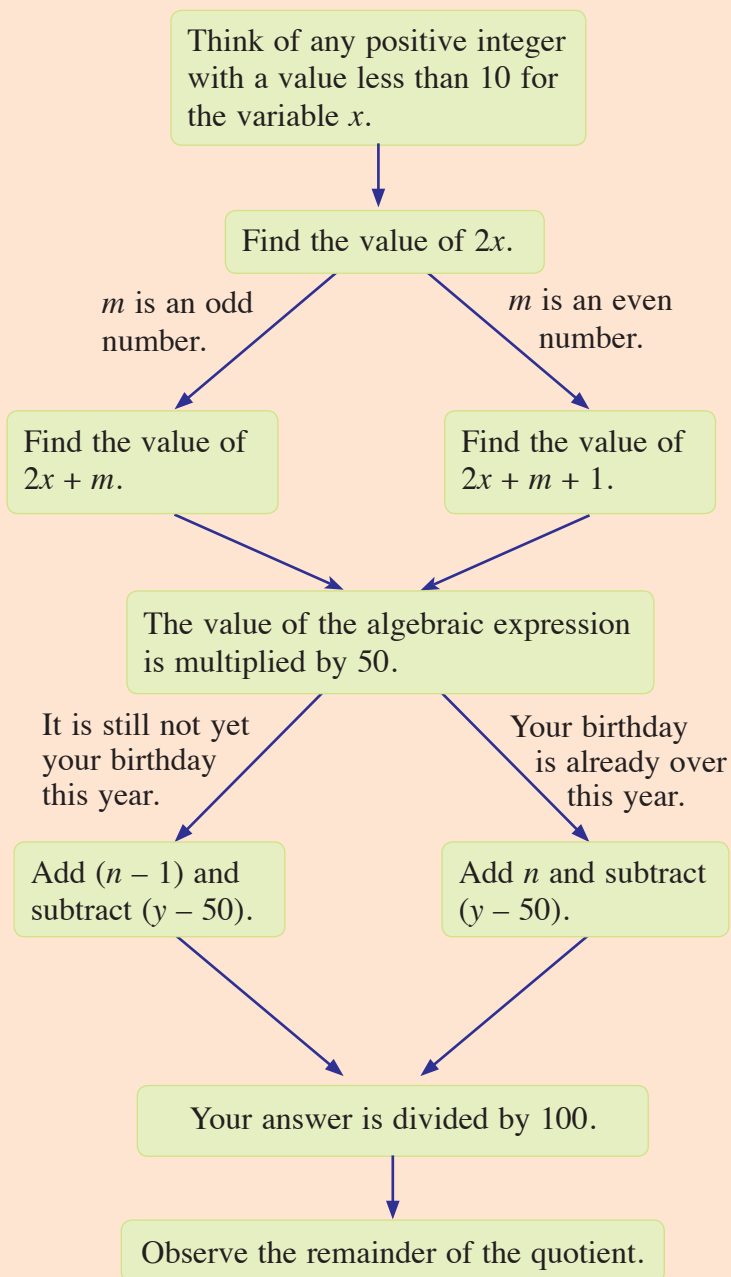 Think of any positive integer
with a value less than 10 for
the variable x.
Find the value of 2x.
m is an odd
number.
m is an even
number.
Find the value of
2x + m.
Find the value of
2x + m + 1.
The value of the algebraic expression
is multiplied by 50.
It is still not yet
your birthday
this year.
Your birthday
is already over
this year.
Add (n – 1) and
subtract (y – 50).
Add n and subtract
(y – 50).
Your answer is divided by 100.
Observe the remainder of the quotient.